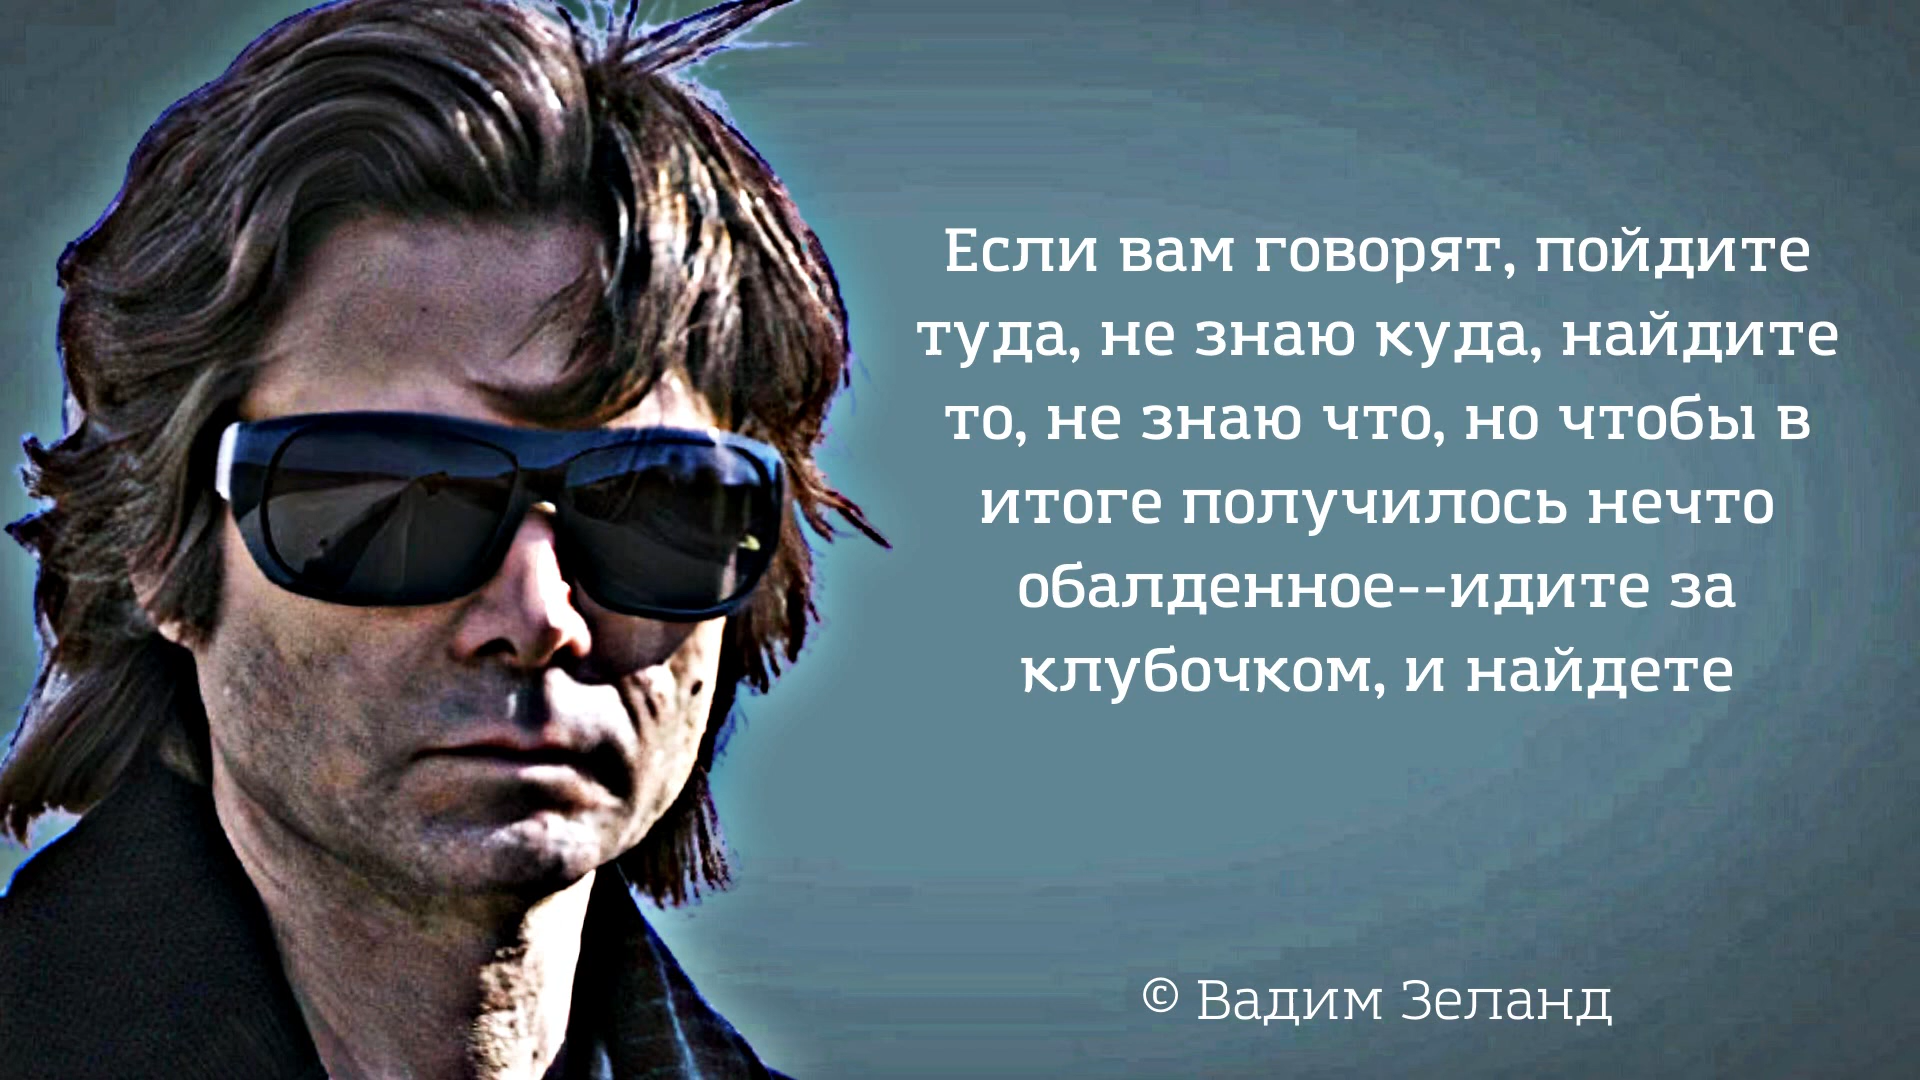 Если вам говорят, пойдите
туда, не знаю куда, найдите
то, не знаю что, но чтобы в
итоге получилось нечто
обалденное--идите за
клубочком, и найдете
© Вадим Зеланд